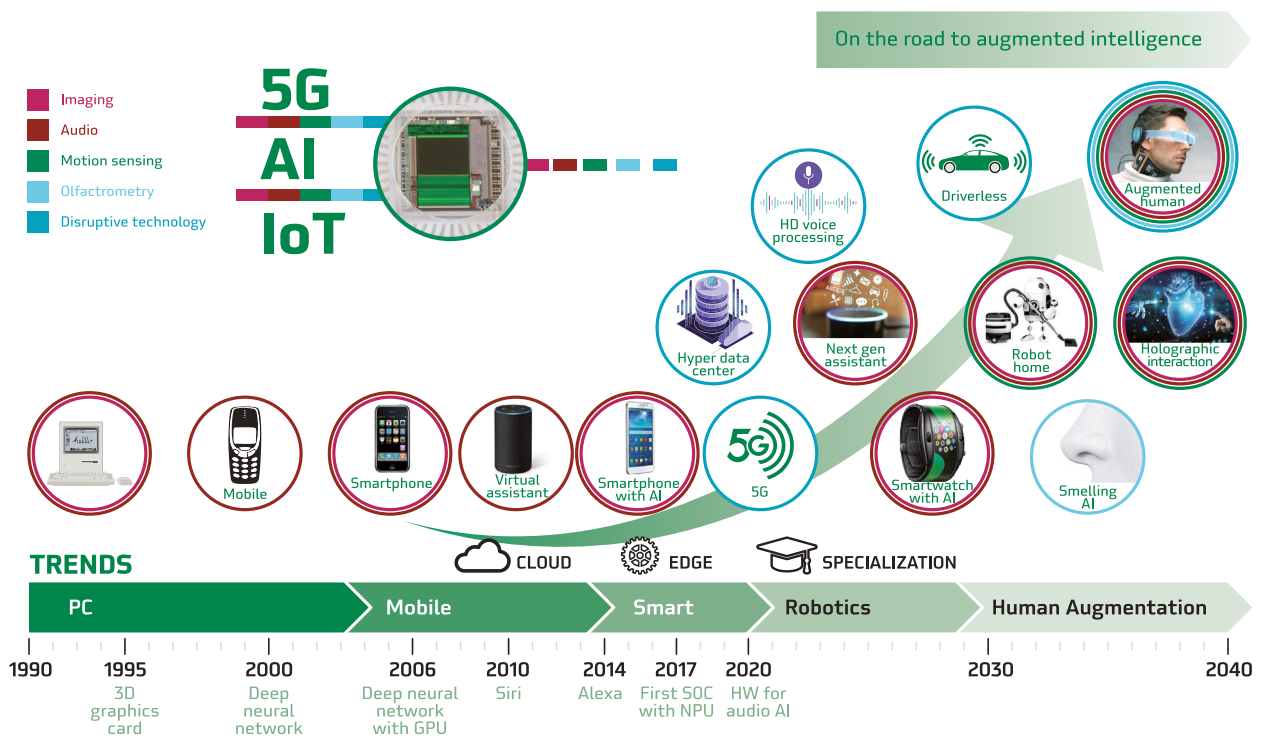 On the road to augmented intelligence
Imaging
Audio
Motion sensing
Olfactrometry
Disruptive technology
5G
AI
IoT
HD voice
processing
Driverless
Augmented
human
Hyper data
center
Next gen
assistant
Robot
home
Holographic
interaction
hello
Mobile
Smartphone
Virtual
assistant
Smartphone
with AI
5G
5G
Smartwatch
with AI
Smelling
AI
TRENDS
CLOUD
EDGE
SPECIALIZATION
PC
Mobile
Smart
Robotics
Human Augmentation
1990
1995
2000
2006
2010
2014
2017
2020
2030
2040
3D
graphics
card
Deep
neural
network
Deep neural
network
with GPU
Siri
Alexa
First SOC
with NPU
HW for
audio AI